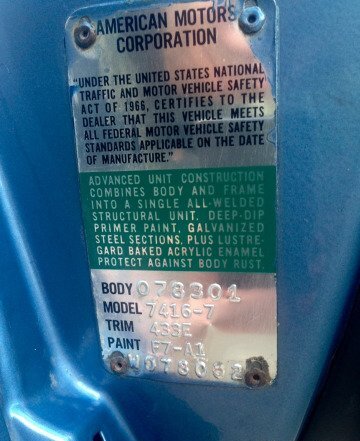 AMERICAN MOTORS
CORPORATION
"UNDER THE UNITED STATES NATIONAL
TRAFFIC AND MOTOR VEHICLE SAFETY
ACT OF 1966, CERTIFIES TO THE
DEALER THAT THIS VEHICLE MEETS
ALL FEDERAL MOTOR VEHICLE SAFETY
STANDARDS APPLICABLE ON THE DATE
OF MANUFACTURE."
ADVANCED UNIT CONSTRUCTION
COMBINES BODY AND FRAME
INTO A SINGLE ALL-WELDED
STRUCTURAL UNIT. DEEP-DIP
PRIMER PAINT, GALVANIZED
STEEL SECTIONS, PLUS LUSTRE-
GARD BAKED ACRYLIC ENAMEL
PROTECT AGAINST BODY RUST.
BODY 078301
MODEL 7416-7
TRIM 433E
PAINT F7-A1
W078062